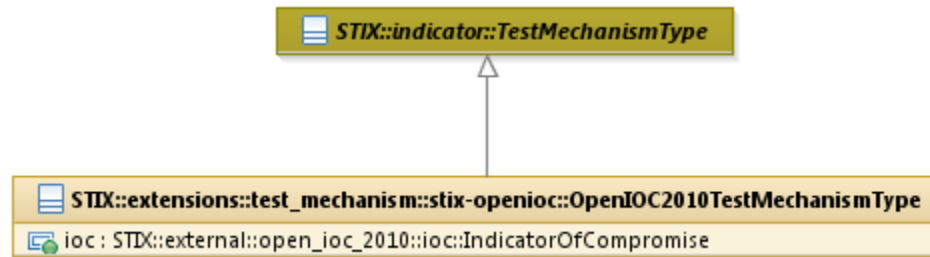 STIX::indicator::TestMechanismType
STIX::extensions::test_mechanism::stix-openioc::OpenIOC2010TestMechanismType
ioc : STIX::external::open_ioc_2010::ioc::IndicatorOfCompromise